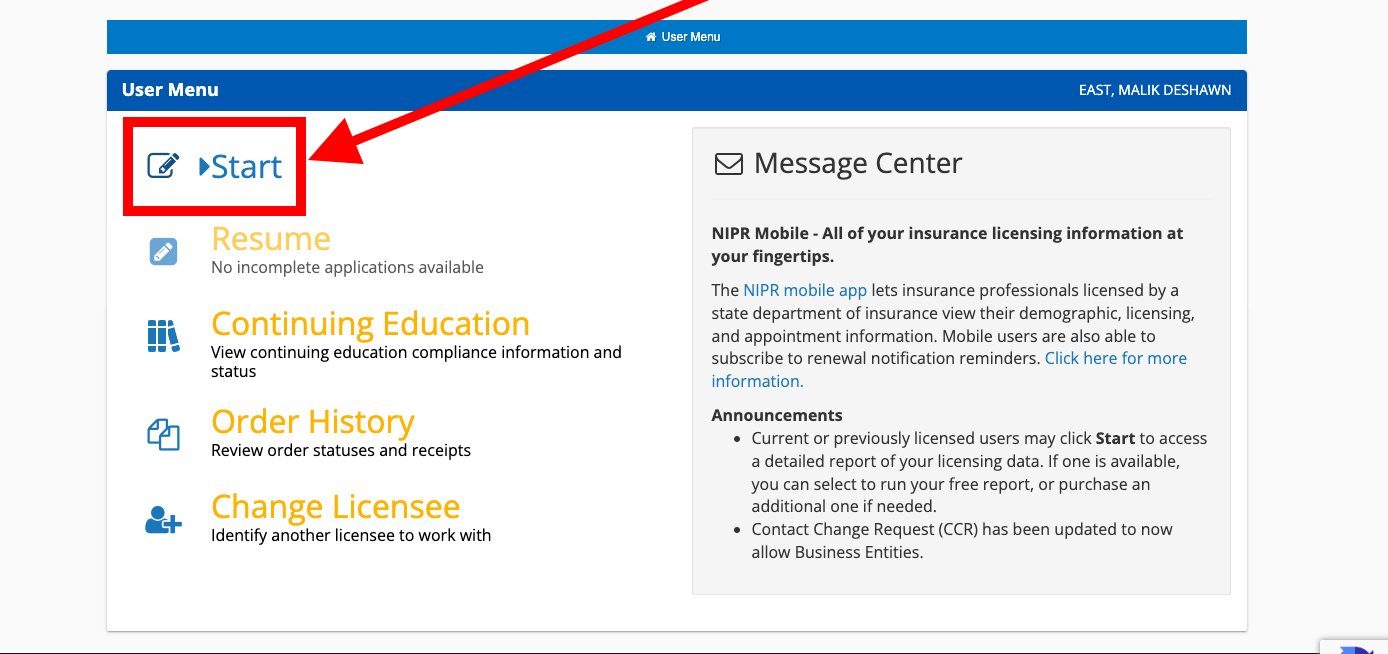 User Menu
User Menu
EAST, MALIK DESHAWN
Start
Resume
No incomplete applications available
Continuing Education
View continuing education compliance information and
status
Order History
Review order statuses and receipts
Change Licensee
Identify another licensee to work with
Message Center
NIPR Mobile - All of your insurance licensing information at
your fingertips.
The NIPR mobile app lets insurance professionals licensed by a
state department of insurance view their demographic, licensing,
and appointment information. Mobile users are also able to
subscribe to renewal notification reminders. Click here for more
information.
Announcements
• Current or previously licensed users may click Start to access
a detailed report of your licensing data. If one is available,
you can select to run your free report, or purchase an
additional one if needed.
• Contact Change Request (CCR) has been updated to now
allow Business Entities.